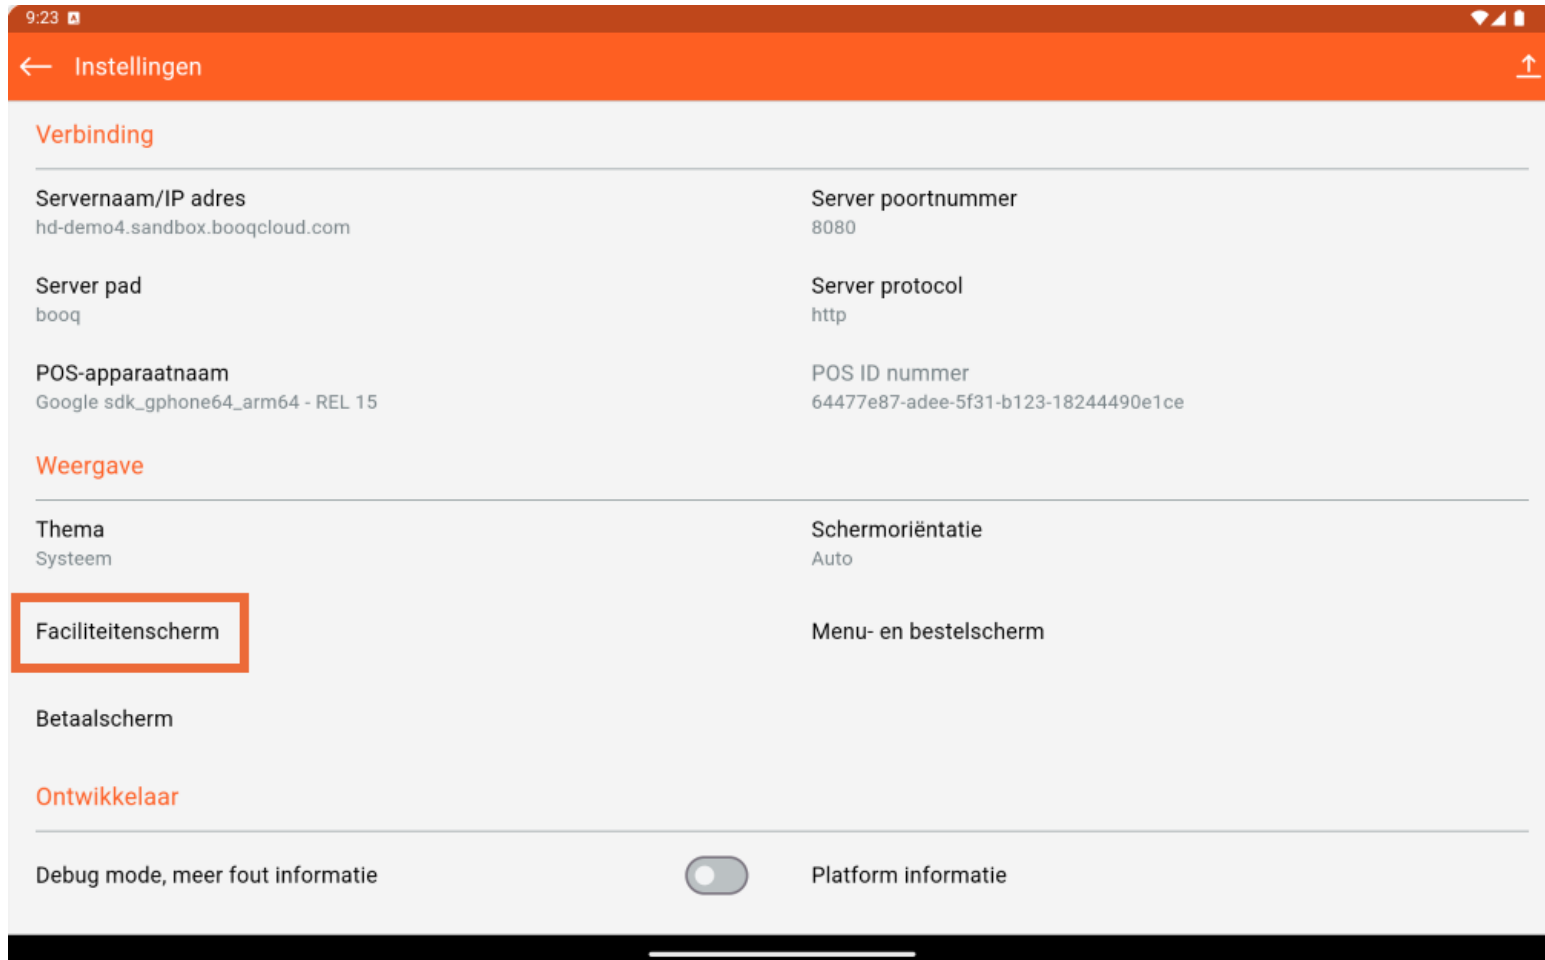 9:23
Instellingen
Verbinding
Servernaam/IP adres
hd-demo4.sandbox.booqcloud.com
Server poortnummer
8080
Server pad
booq
Server protocol
http
POS-apparaatnaam
Google sdk_gphone64_arm64 - REL 15
POS ID nummer
64477e87-adee-5f31-b123-18244490e1ce
Weergave
Thema
Systeem
Schermoriëntatie
Auto
Faciliteitenscherm
Menu- en bestelscherm
Betaalscherm
Ontwikkelaar
Debug mode, meer fout informatie
Platform informatie